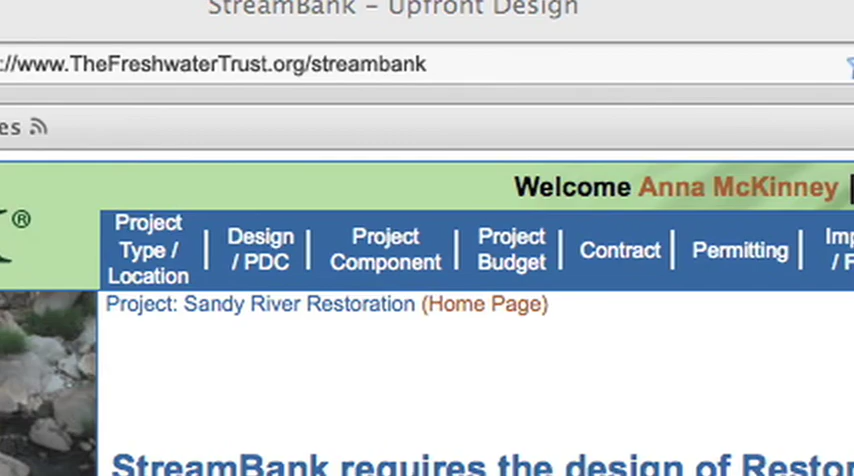 StreamBank – Upfront Design
://www.TheFreshwaterTrust.org/streambank
es
Welcome Anna McKinney |
®
Project Type / Location | Design / PDC | Project Component | Project Budget | Contract | Permitting |
Project: Sandy River Restoration (Home Page)
StreamBank requires the design of